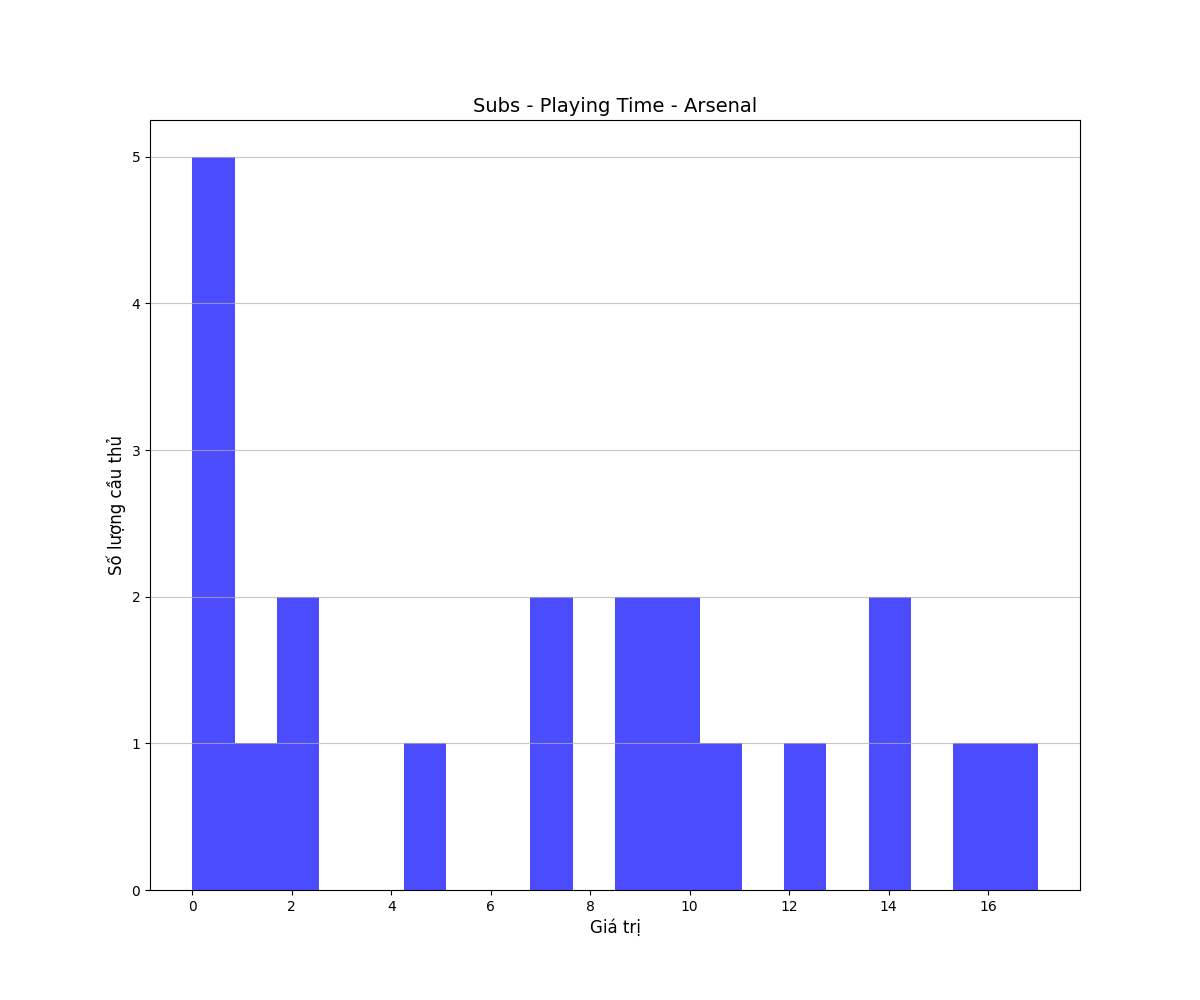 Subs - Playing Time - Arsenal
5
4
3
2
1
0
Số lượng cầu thủ
0 2 4 6 8 10 12 14 16
Giá trị